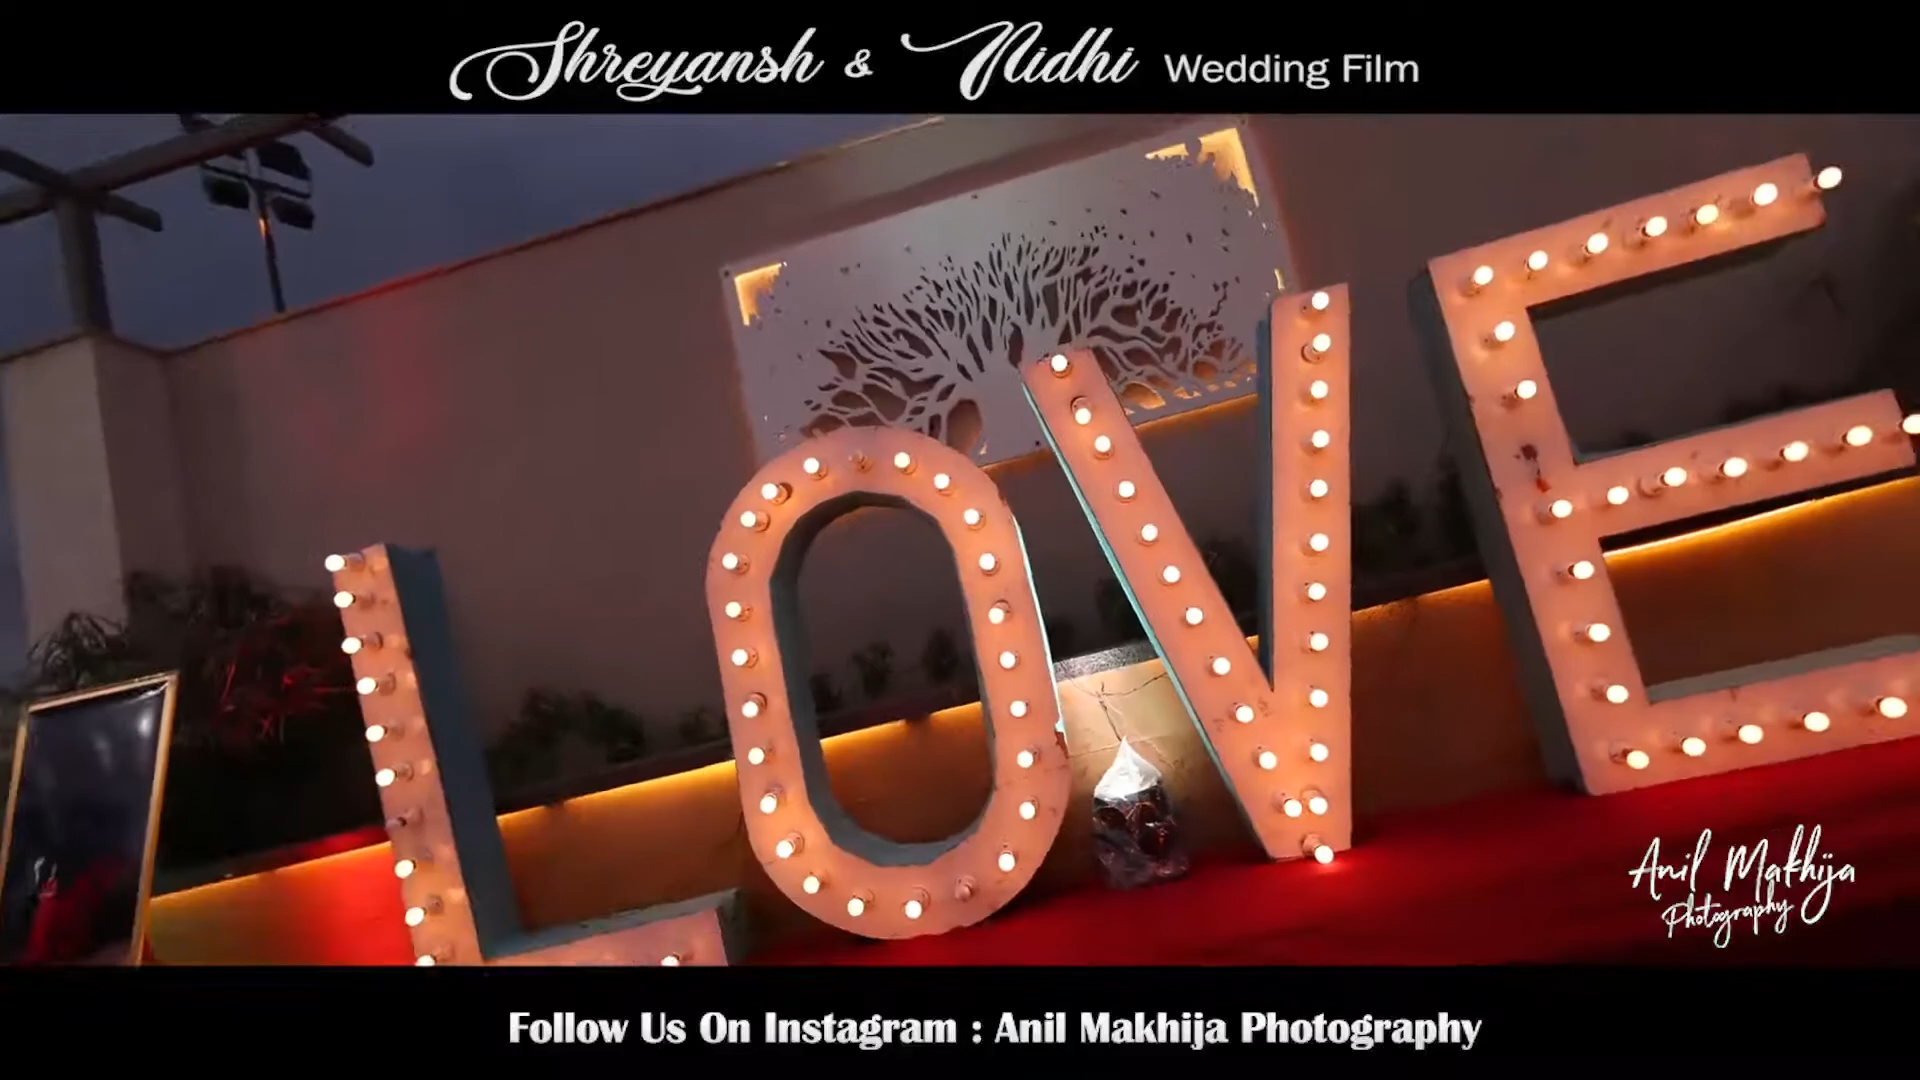 Shreyansh & Nidhi Wedding Film
LOVE
Anil Makhija
Photography
Follow Us On Instagram : Anil Makhija Photography